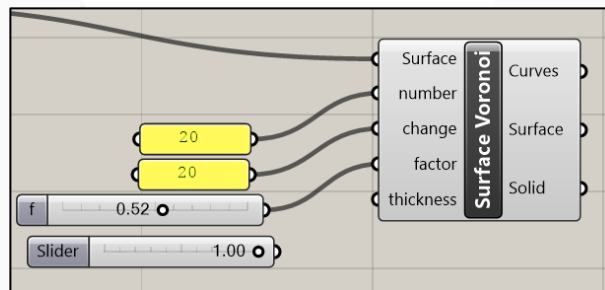 Surface
number
change
factor
thickness
Surface Voronoi
Curves
Surface
Solid
20
20
f 0.52
Slider 1.00